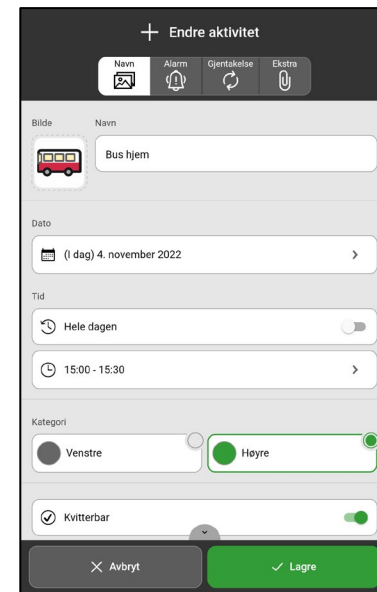 Endre aktivitet
Navn Alarm Gjentakelse Ekstra
Bilde Navn
Bus hjem
Dato
(I dag) 4. november 2022
Tid
Hele dagen
15:00 - 15:30
Kategori
Venstre Høyre
Kvitterbar
Avbryt Lagre